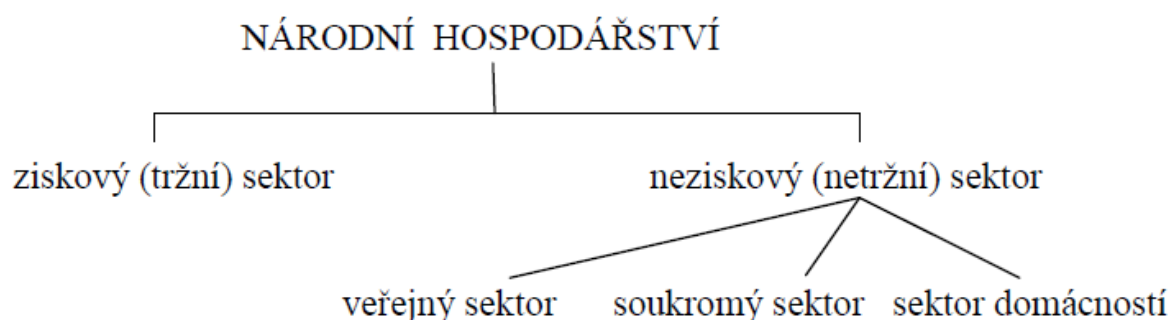 NÁRODNÍ HOSPODÁŘSTVÍ
ziskový (tržní) sektor neziskový (netržní) sektor
veřejný sektor soukromý sektor sektor domácností